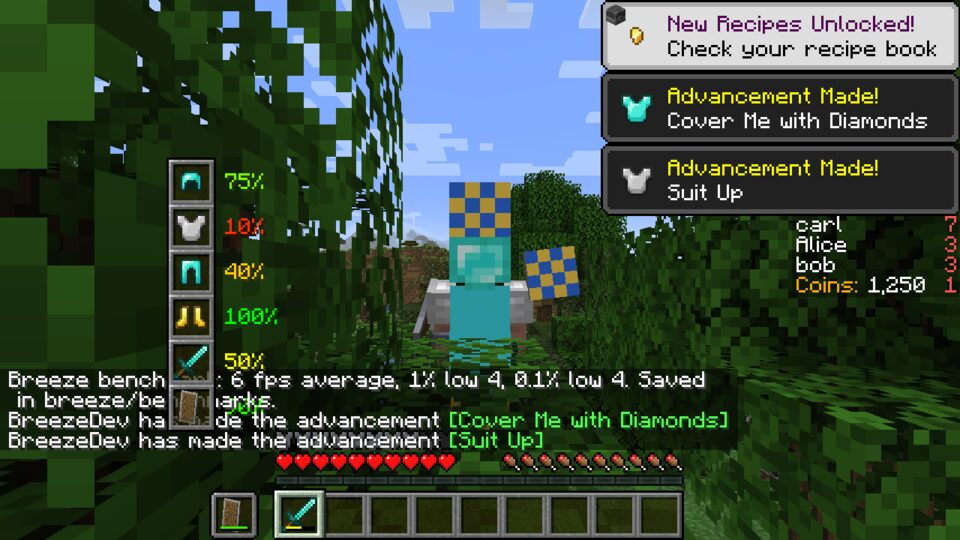 New Recipes Unlocked!
Check your recipe book
Advancement Made!
Cover Me with Diamonds
Advancement Made!
Suit Up
carl 7
Alice 3
bob 3
Coins: 1,250 1
75%
10%
40%
100%
50%
Breeze bench : 6 fps average, 1% low 4, 0.1% low 4. Saved
in breeze/be marks.
BreezeDev ha de the advancement [Cover Me with Diamonds]
BreezeDev has made the advancement [Suit Up]